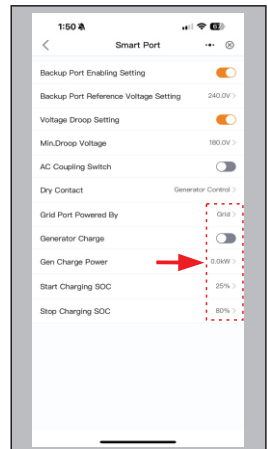 1:50
Smart Port
Backup Port Enabling Setting
Backup Port Reference Voltage Setting 240.0V >
Voltage Droop Setting
Min.Droop Voltage 180.0V >
AC Coupling Switch
Dry Contact Generator Control >
Grid Port Powered By Grid >
Generator Charge
Gen Charge Power 0.0kW >
Start Charging SOC 25% >
Stop Charging SOC 80% >